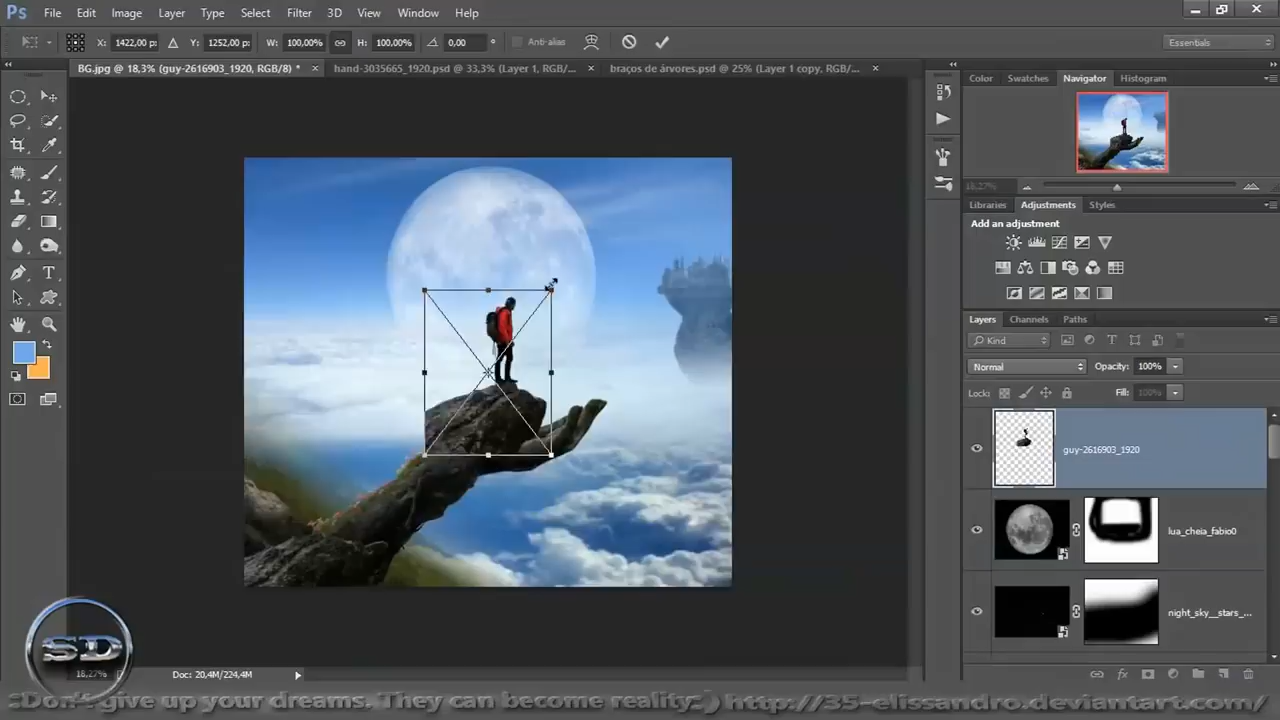 Ps File Edit Image Layer Type Select Filter 3D View Window Help
X: 1422,00 p: Y: 1252,00 p: W: 100,00% H: 100,00% 0,00 ° Anti-alias Essentials
BG.jpg @ 18,3% (guy-2616903_1920, RGB/8) * × hand-3035665_1920.psd @ 33,3% (Layer 1, RGB/... × braços de árvores.psd @ 25% (Layer 1 copy, RGB/... ×
Color Swatches Navigator Histogram
18,27%
Libraries Adjustments Styles
Add an adjustment
Layers Channels Paths
Kind
Normal Opacity: 100%
Lock: Fill: 100%
guy-2616903_1920
lua_cheia_fabio0
night_sky__stars_...
SD
18,27% Doc: 20,4M/224,4M
Don't give up your dreams. They can become reality;) http://35-elissandro.deviantart.com/